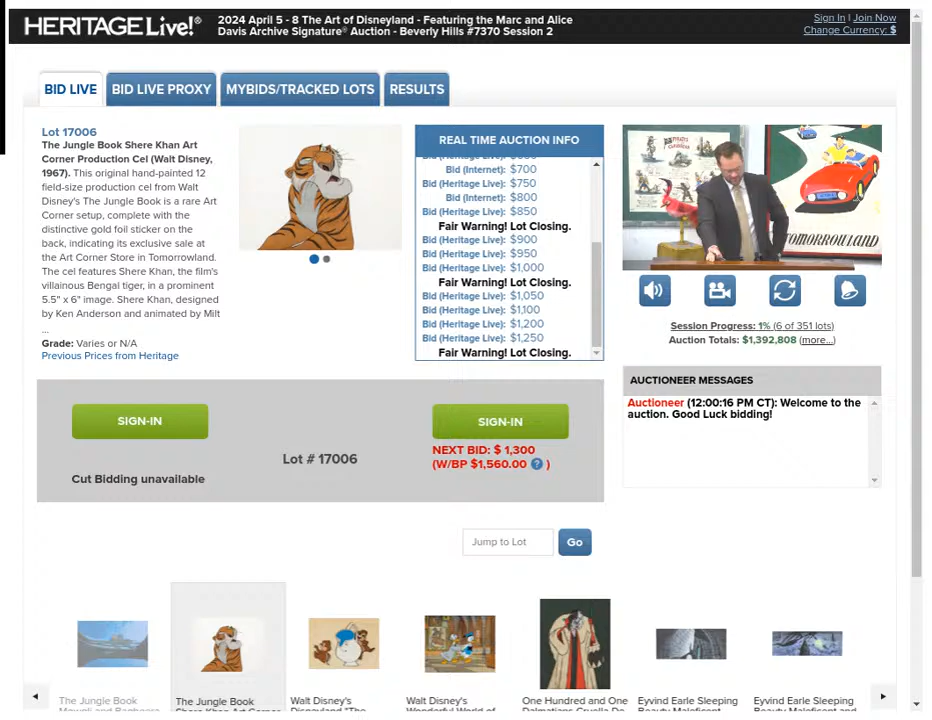 HERITAGE Live!®
2024 April 5 - 8 The Art of Disneyland - Featuring the Marc and Alice
Davis Archive Signature® Auction - Beverly Hills #7370 Session 2
Sign In | Join Now
Change Currency: $
BID LIVE
BID LIVE PROXY
MYBIDS/TRACKED LOTS
RESULTS
Lot 17006
The Jungle Book Shere Khan Art
Corner Production Cel (Walt Disney,
1967). This original hand-painted 12
field-size production cel from Walt
Disney's The Jungle Book is a rare Art
Corner setup, complete with the
distinctive gold foil sticker on the
back, indicating its exclusive sale at
the Art Corner Store in Tomorrowland.
The cel features Shere Khan, the film's
villainous Bengal tiger, in a prominent
5.5" x 6" image. Shere Khan, designed
by Ken Anderson and animated by Milt
...
Grade: Varies or N/A
Previous Prices from Heritage
REAL TIME AUCTION INFO
Bid (Internet): $700
Bid (Heritage Live): $750
Bid (Internet): $800
Bid (Heritage Live): $850
Fair Warning! Lot Closing.
Bid (Heritage Live): $900
Bid (Heritage Live): $950
Bid (Heritage Live): $1,000
Fair Warning! Lot Closing.
Bid (Heritage Live): $1,050
Bid (Heritage Live): $1,100
Bid (Heritage Live): $1,200
Bid (Heritage Live): $1,250
Fair Warning! Lot Closing.
TOMORROWLAND
Session Progress: 1% (6 of 351 lots)
Auction Totals: $1,392,808 (more...)
AUCTIONEER MESSAGES
Auctioneer (12:00:16 PM CT): Welcome to the
auction. Good Luck bidding!
SIGN-IN
Cut Bidding unavailable
Lot # 17006
SIGN-IN
NEXT BID: $ 1,300
(W/BP $1,560.00 ? )
Jump to Lot
Go
The Jungle Book
The Jungle Book
Walt Disney's
Walt Disney's
One Hundred and One
Eyvind Earle Sleeping
Eyvind Earle Sleeping